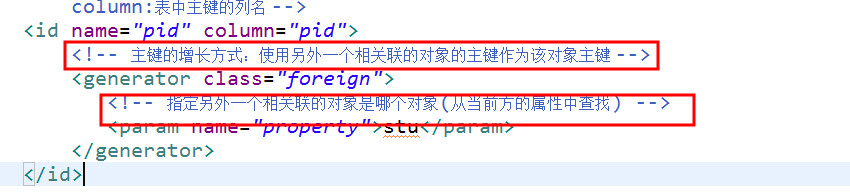 column:表中主键的列名-->
<id name="pid" column="pid">
<!-- 主键的增长方式：使用另外一个相关联的对象的主键作为该对象主键-->
<generator class="foreign">
<!-- 指定另外一个相关联的对象是哪个对象(从当前方的属性中查找) -->
<param name="property">stu</param>
</generator>
</id>